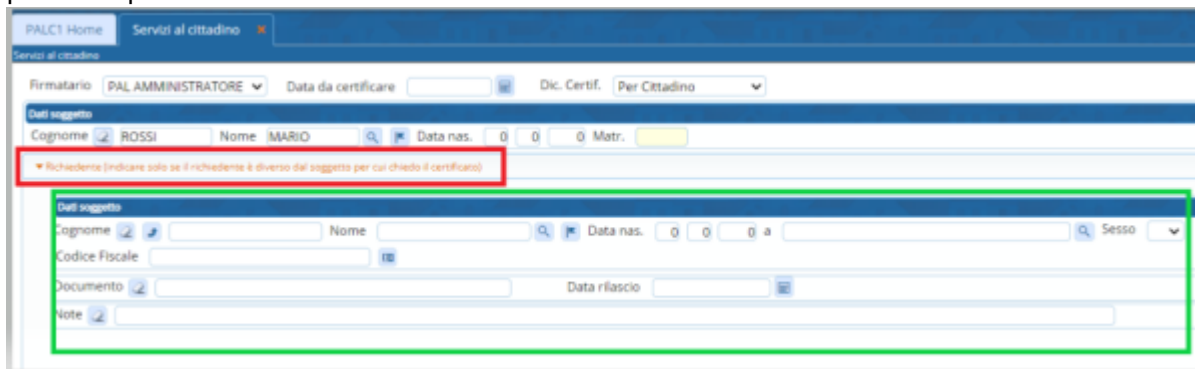 PALC1 Home Servizi al cittadino
Servizi al cittadino
Firmatario PAL AMMINISTRATORE Data da certificare Dic. Certif. Per Cittadino
Dati soggetto
Cognome ROSSI Nome MARIO Data nas. 0 0 0 Matr.
Richiedente (indicare solo se il richiedente è diverso dal soggetto per cui chiedo il certificato)
Dati soggetto
Cognome Nome Data nas. 0 0 0 a Sesso
Codice Fiscale
Documento Data rilascio
Note